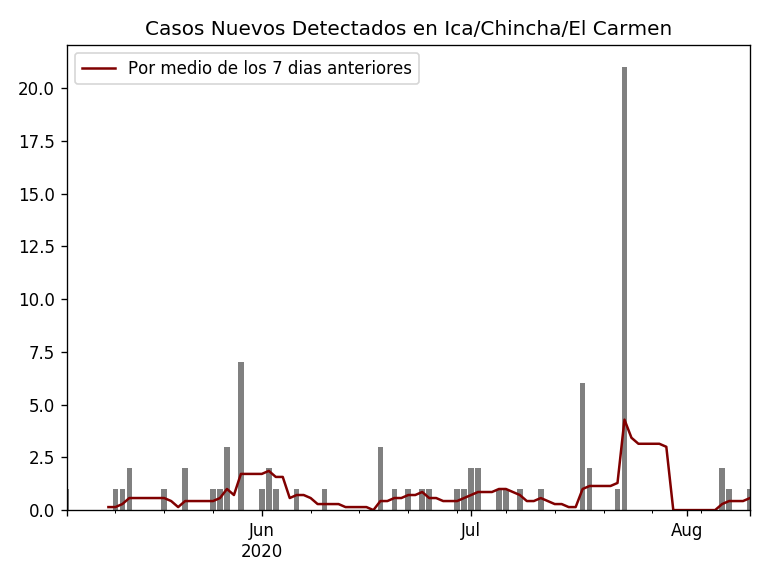 Casos Nuevos Detectados en Ica/Chincha/El Carmen
Por medio de los 7 dias anteriores
20.0
17.5
15.0
12.5
10.0
7.5
5.0
2.5
0.0
Jun
2020
Jul
Aug